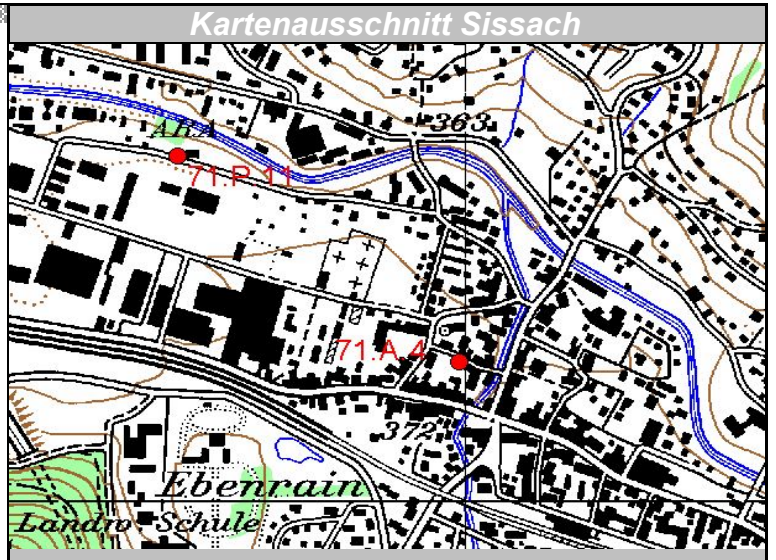 Kartenausschnitt Sissach
363
ARA
71.P.11
71.A.4
372
Ebenrain
Landw. Schule